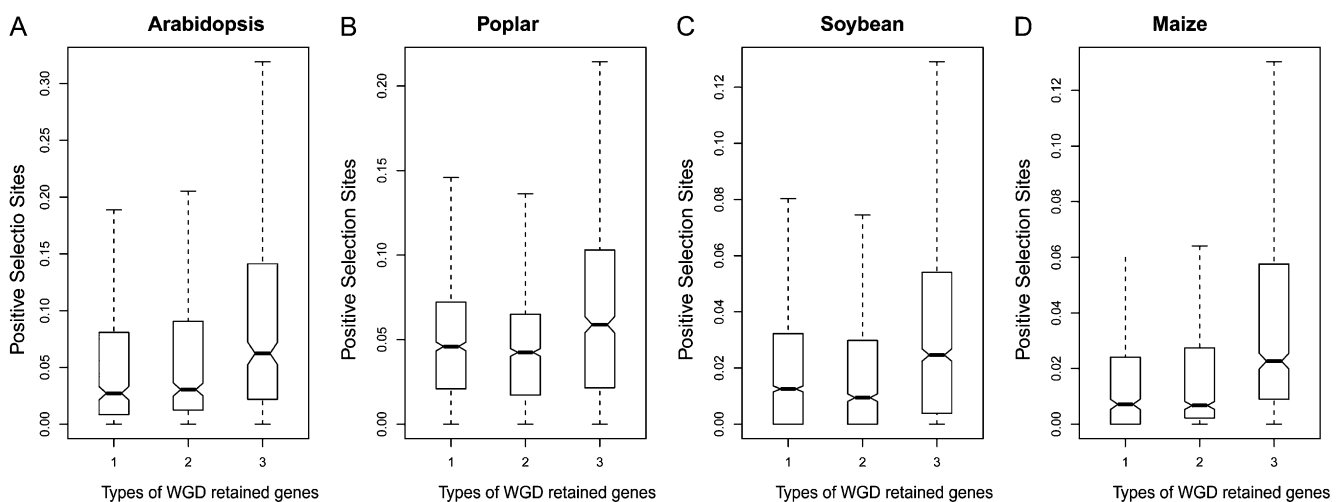 A Arabidopsis
Positive Selectio Sites
0.30
0.25
0.20
0.15
0.10
0.05
0.00
1 2 3
Types of WGD retained genes
B Poplar
Positive Selection Sites
0.20
0.15
0.10
0.05
0.00
1 2 3
Types of WGD retained genes
C Soybean
Positive Selection Sites
0.12
0.10
0.08
0.06
0.04
0.02
0.00
1 2 3
Types of WGD retained genes
D Maize
Positive Selection Sites
0.12
0.10
0.08
0.06
0.04
0.02
0.00
1 2 3
Types of WGD retained genes